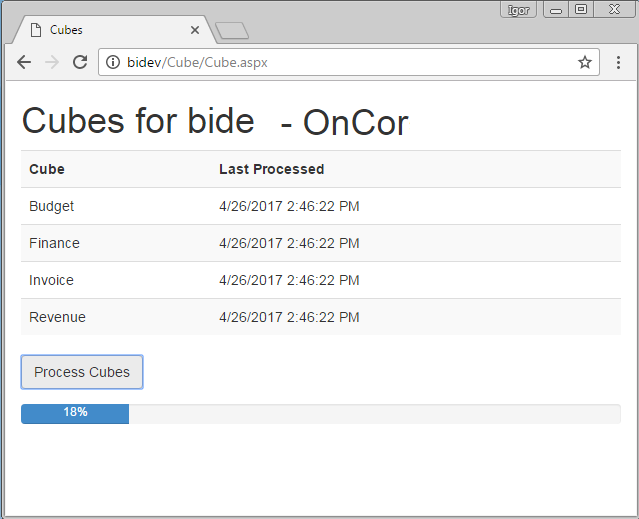 Igor
Cubes
bidev/Cube/Cube.aspx
Cubes for bide - OnCor
Cube Last Processed
Budget 4/26/2017 2:46:22 PM
Finance 4/26/2017 2:46:22 PM
Invoice 4/26/2017 2:46:22 PM
Revenue 4/26/2017 2:46:22 PM
Process Cubes
18%